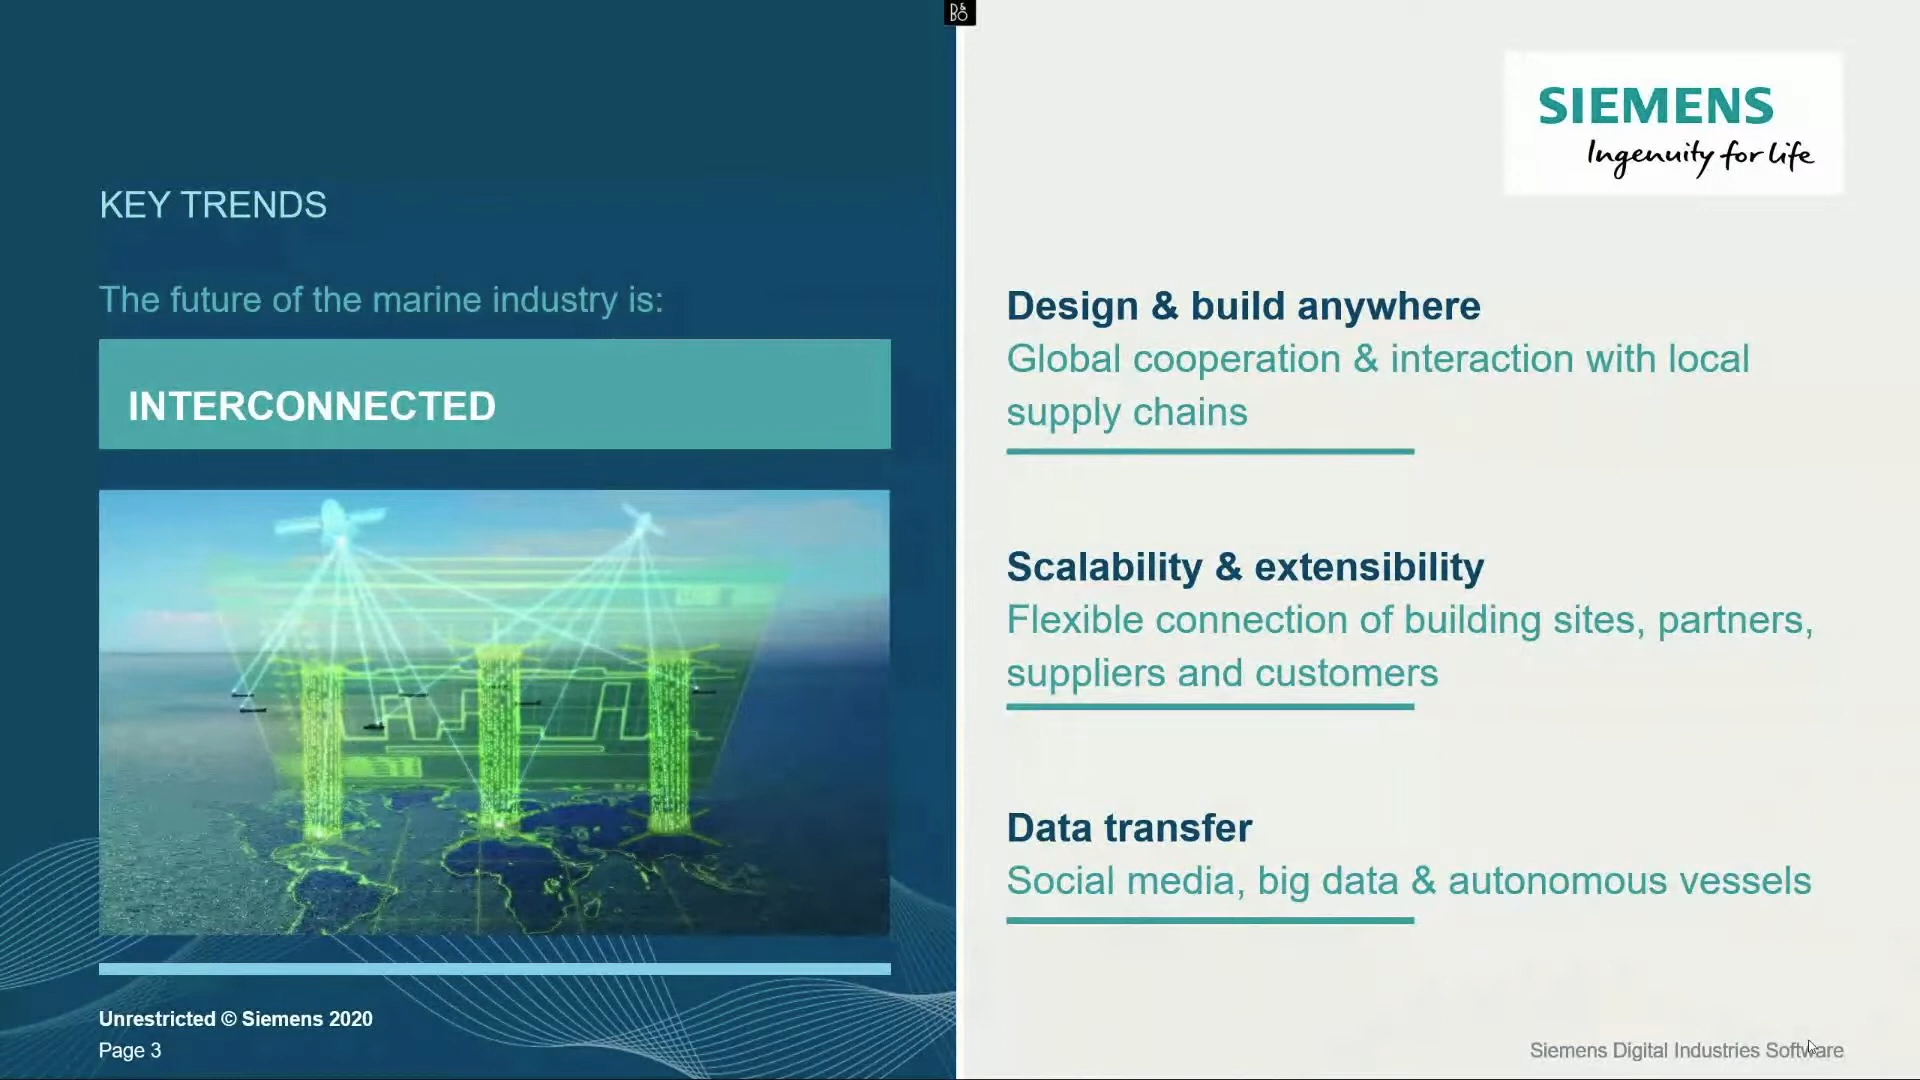 B&O
SIEMENS
Ingenuity for life
KEY TRENDS
The future of the marine industry is:
INTERCONNECTED
Design & build anywhere
Global cooperation & interaction with local
supply chains
Scalability & extensibility
Flexible connection of building sites, partners,
suppliers and customers
Data transfer
Social media, big data & autonomous vessels
Unrestricted © Siemens 2020
Page 3
Siemens Digital Industries Software